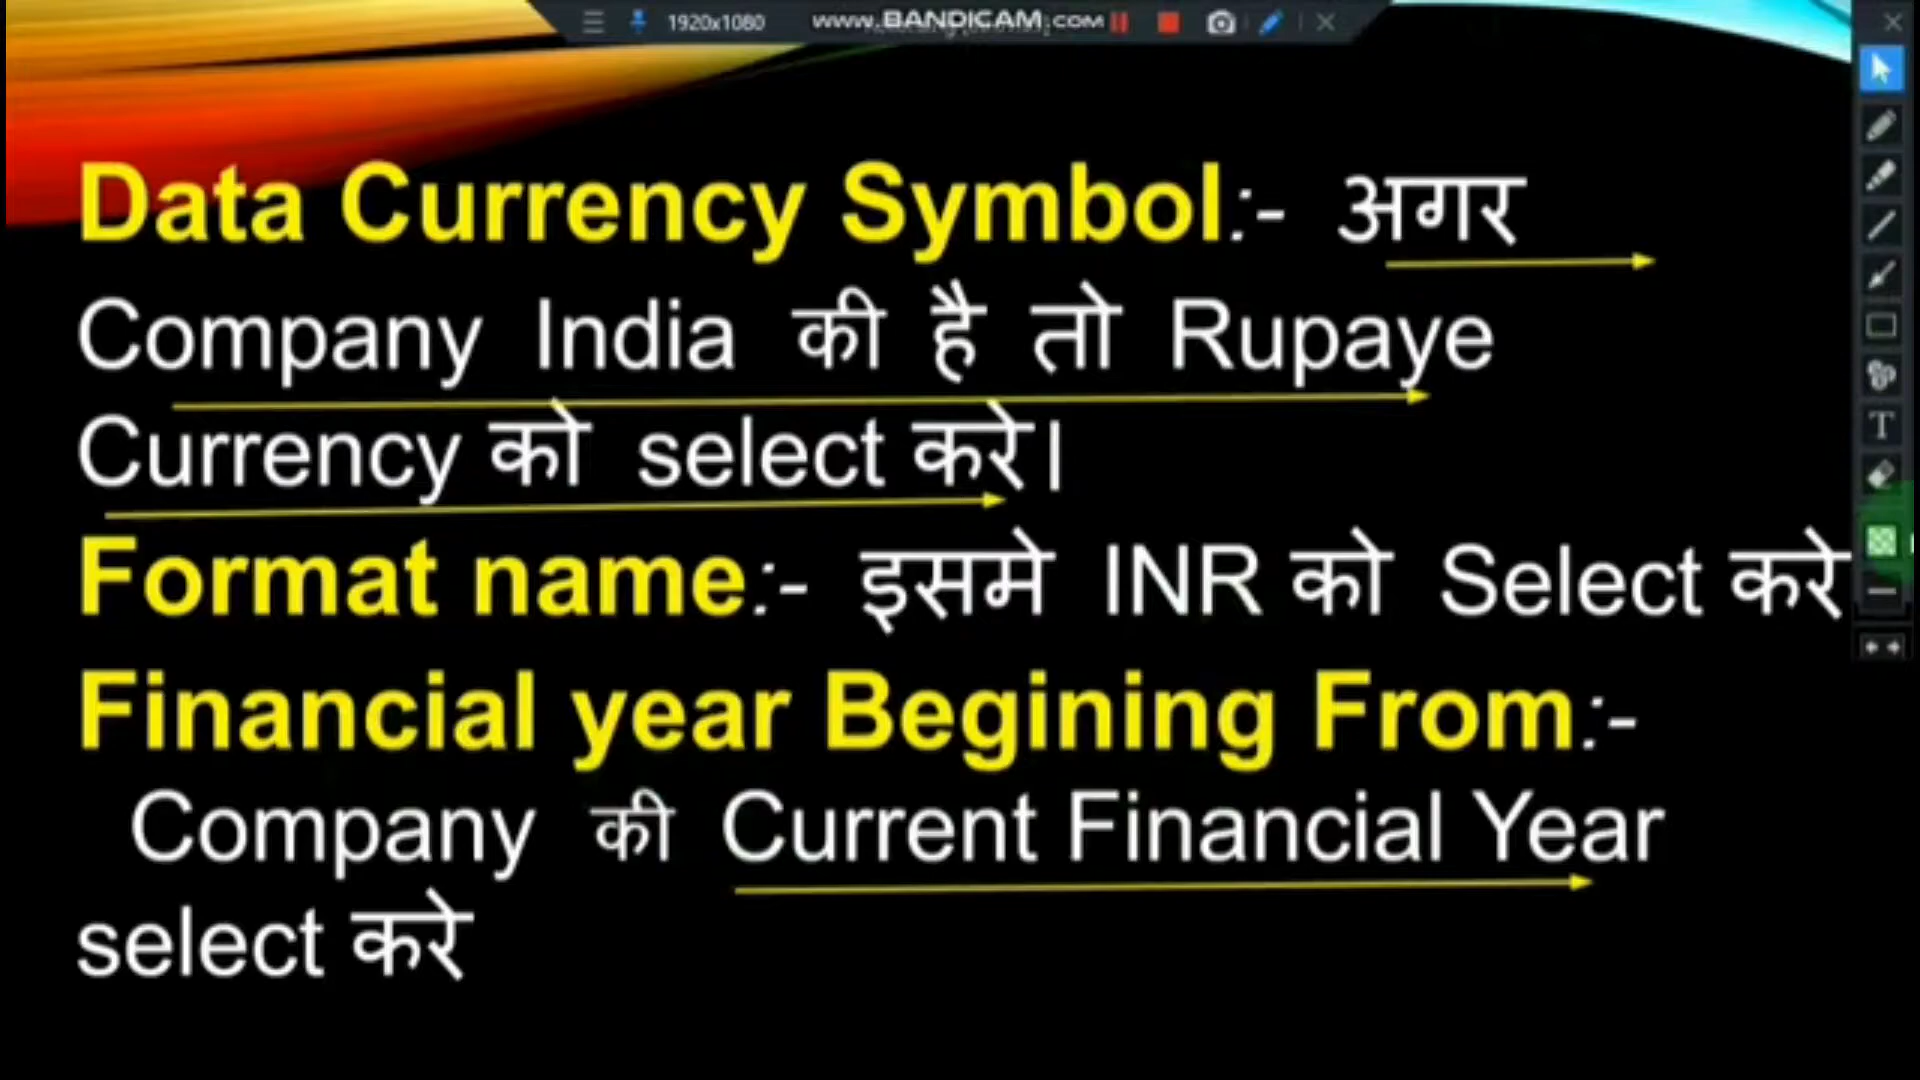 1920x1080 www.BANDICAM.com
Data Currency Symbol:- अगर
Company India की है तो Rupaye
Currency को select करे।
Format name:- इसमे INR को Select करे
Financial year Begining From:-
Company की Current Financial Year
select करे
T